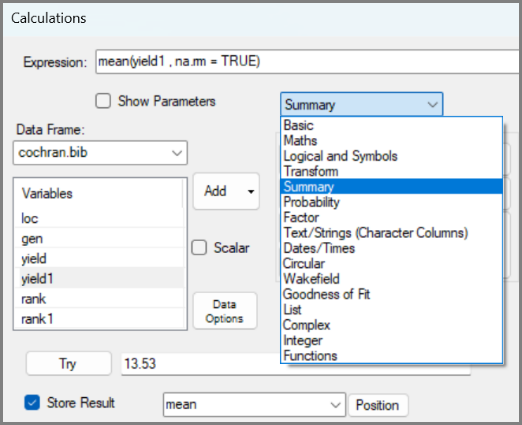 Calculations
Expression: mean(yield1 , na.rm = TRUE)
Show Parameters
Summary
Data Frame:
cochran.bib
Variables
loc
gen
yield
yield1
rank
rank1
Add
Scalar
Data
Options
Basic
Maths
Logical and Symbols
Transform
Summary
Probability
Factor
Text/Strings (Character Columns)
Dates/Times
Circular
Wakefield
Goodness of Fit
List
Complex
Integer
Functions
Try 13.53
Store Result mean Position